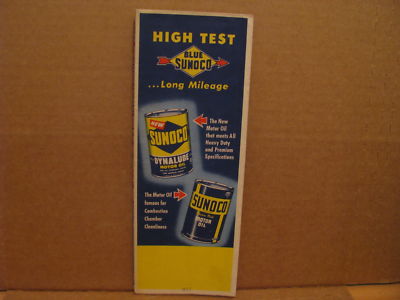 HIGH TEST
BLUE
SUNOCO
...Long Mileage
NEW
SUNOCO
DYNALUBE
MOTOR OIL
The New
Motor Oil
that meets All
Heavy Duty
and Premium
Specifications
The Motor Oil
famous for
Combustion
Chamber
Cleanliness
SUNOCO
MOTOR
OIL